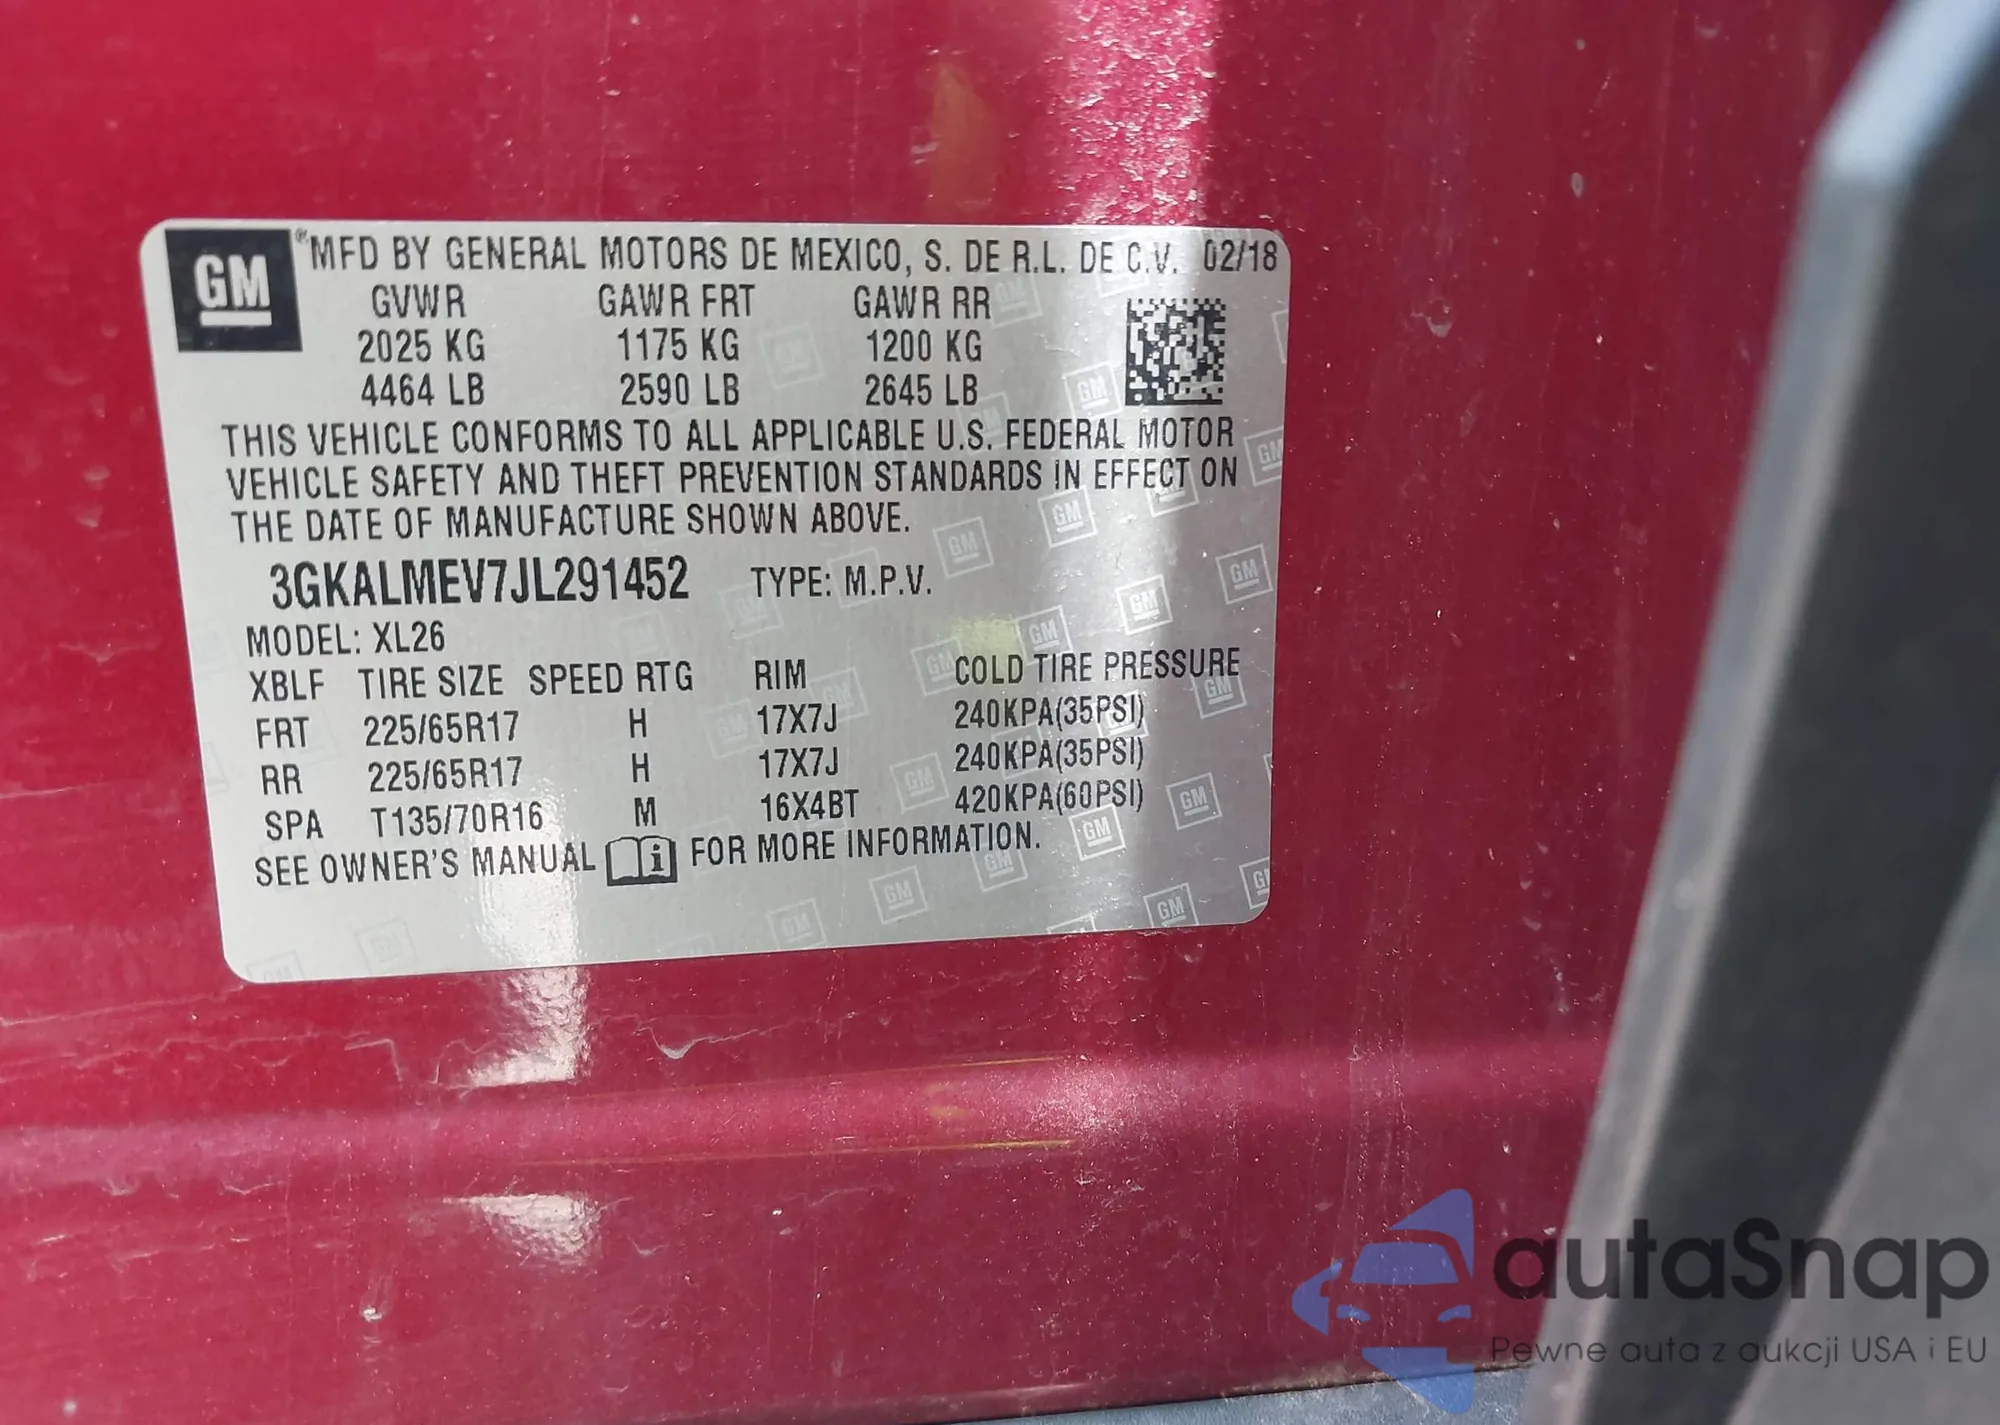 GM ® MFD BY GENERAL MOTORS DE MEXICO, S. DE R.L. DE C.V. 02/18
GVWR GAWR FRT GAWR RR
2025 KG 1175 KG 1200 KG
4464 LB 2590 LB 2645 LB
THIS VEHICLE CONFORMS TO ALL APPLICABLE U.S. FEDERAL MOTOR
VEHICLE SAFETY AND THEFT PREVENTION STANDARDS IN EFFECT ON
THE DATE OF MANUFACTURE SHOWN ABOVE.
3GKALMEV7JL291452 TYPE: M.P.V.
MODEL: XL26
XBLF TIRE SIZE SPEED RTG RIM COLD TIRE PRESSURE
FRT 225/65R17 H 17X7J 240KPA(35PSI)
RR 225/65R17 H 17X7J 240KPA(35PSI)
SPA T135/70R16 M 16X4BT 420KPA(60PSI)
SEE OWNER'S MANUAL i FOR MORE INFORMATION.
autaSnap
Pewne auta z aukcji USA i EU